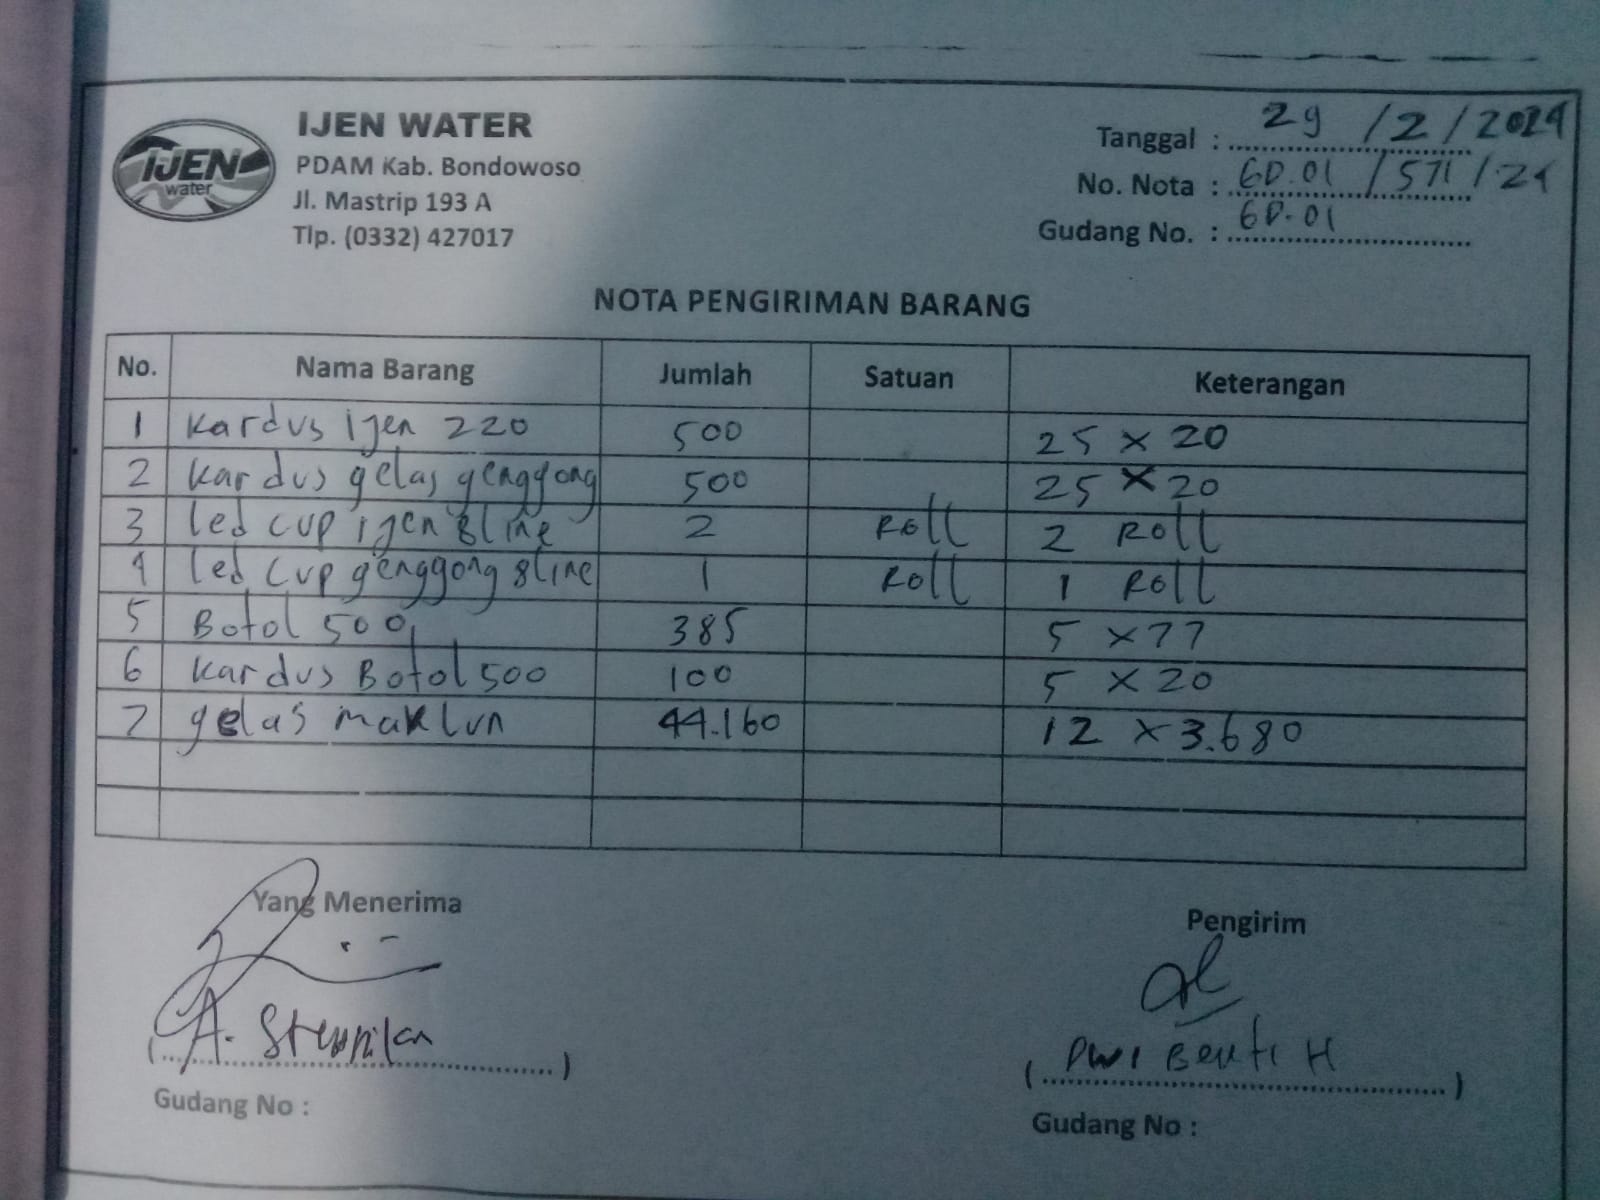 IJEN
water
IJEN WATER
PDAM Kab. Bondowoso
Jl. Mastrip 193 A
Tlp. (0332) 427017
Tanggal : 29 / 2 / 2024
No. Nota : GD.01 / 571 / 24
Gudang No. : GD.01
NOTA PENGIRIMAN BARANG
No. Nama Barang Jumlah Satuan Keterangan
1 Kardus Ijen 220 500 25 x 20
2 Kardus gelas genggong 500 25 x 20
3 led cup ijen 8 line 2 Roll 2 Roll
4 led cup genggong 8 line 1 Roll 1 Roll
5 Botol 500 385 5 x 77
6 Kardus Botol 500 100 5 x 20
7 gelas maklun 44.160 12 x 3.680
Yang Menerima
Pengirim
( A. )
( Dwi H )
Gudang No :
Gudang No :